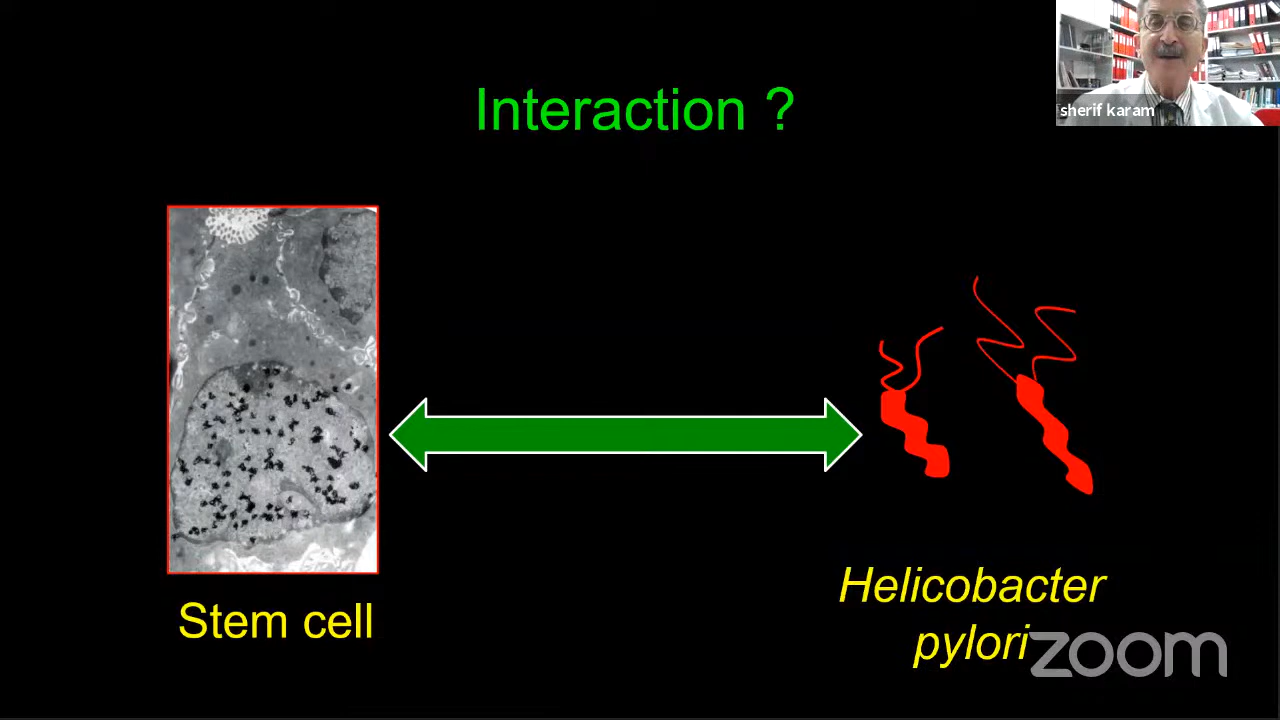 Interaction ?
sherif karam
Stem cell
Helicobacter
pylori
zoom